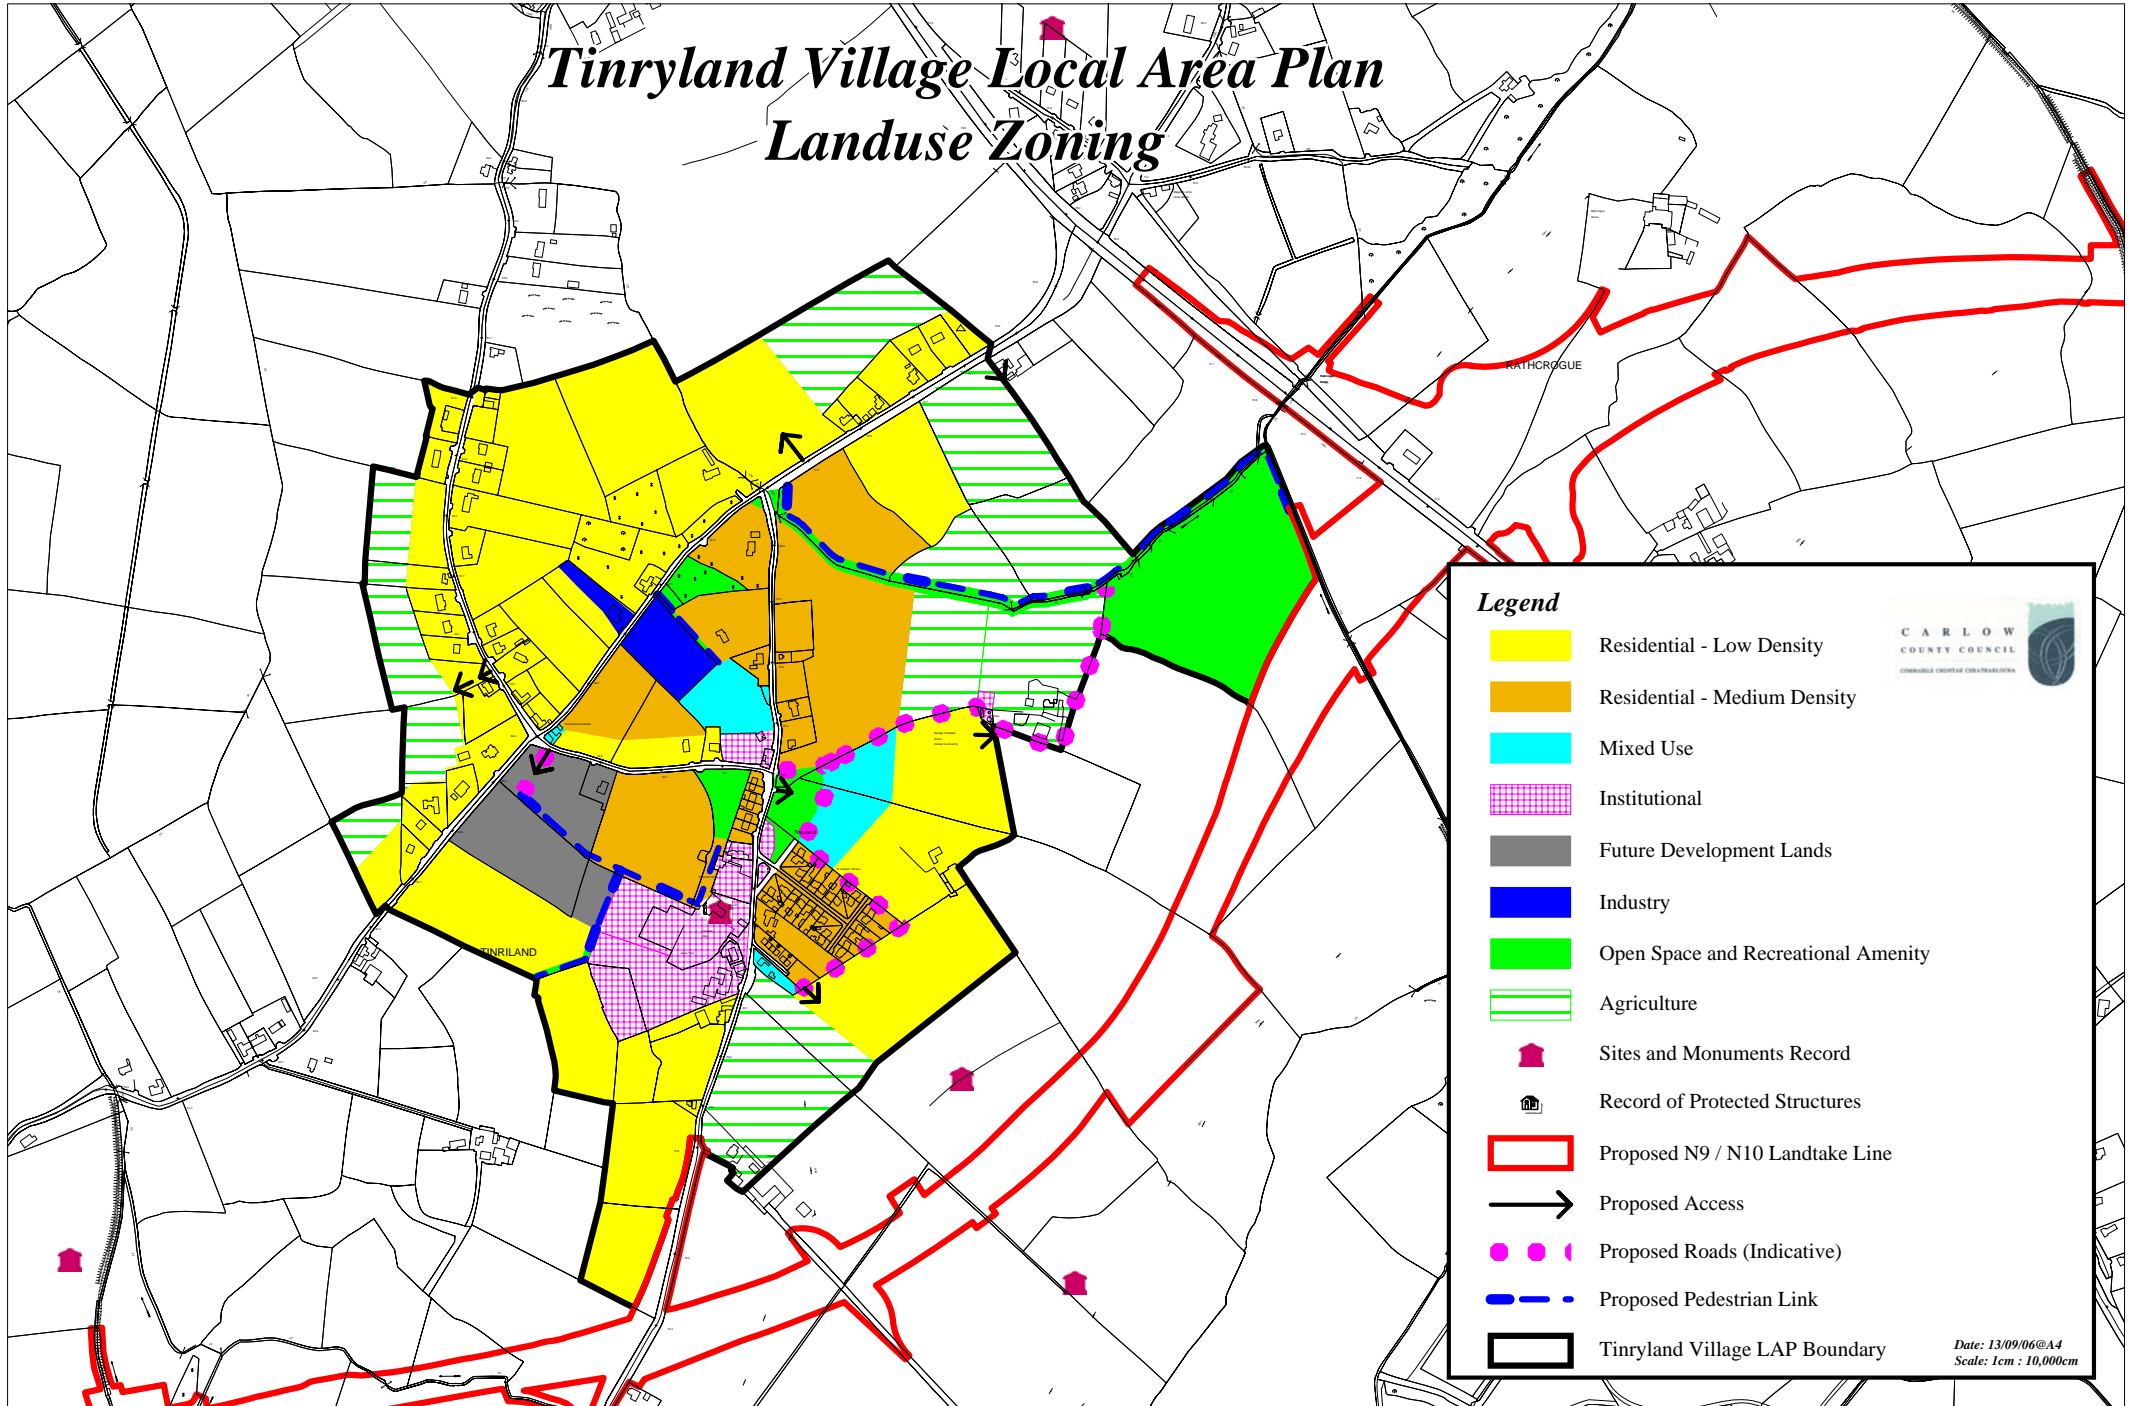 Tinryland Village Local Area Plan
Landuse Zoning
RATHCROGUE
TINRILAND
Legend
CARLOW
COUNTY COUNCIL
Residential - Low Density
Residential - Medium Density
Mixed Use
Institutional
Future Development Lands
Industry
Open Space and Recreational Amenity
Agriculture
Sites and Monuments Record
Record of Protected Structures
Proposed N9 / N10 Landtake Line
Proposed Access
Proposed Roads (Indicative)
Proposed Pedestrian Link
Tinryland Village LAP Boundary
Date: 13/09/06@A4
Scale: 1cm : 10,000cm